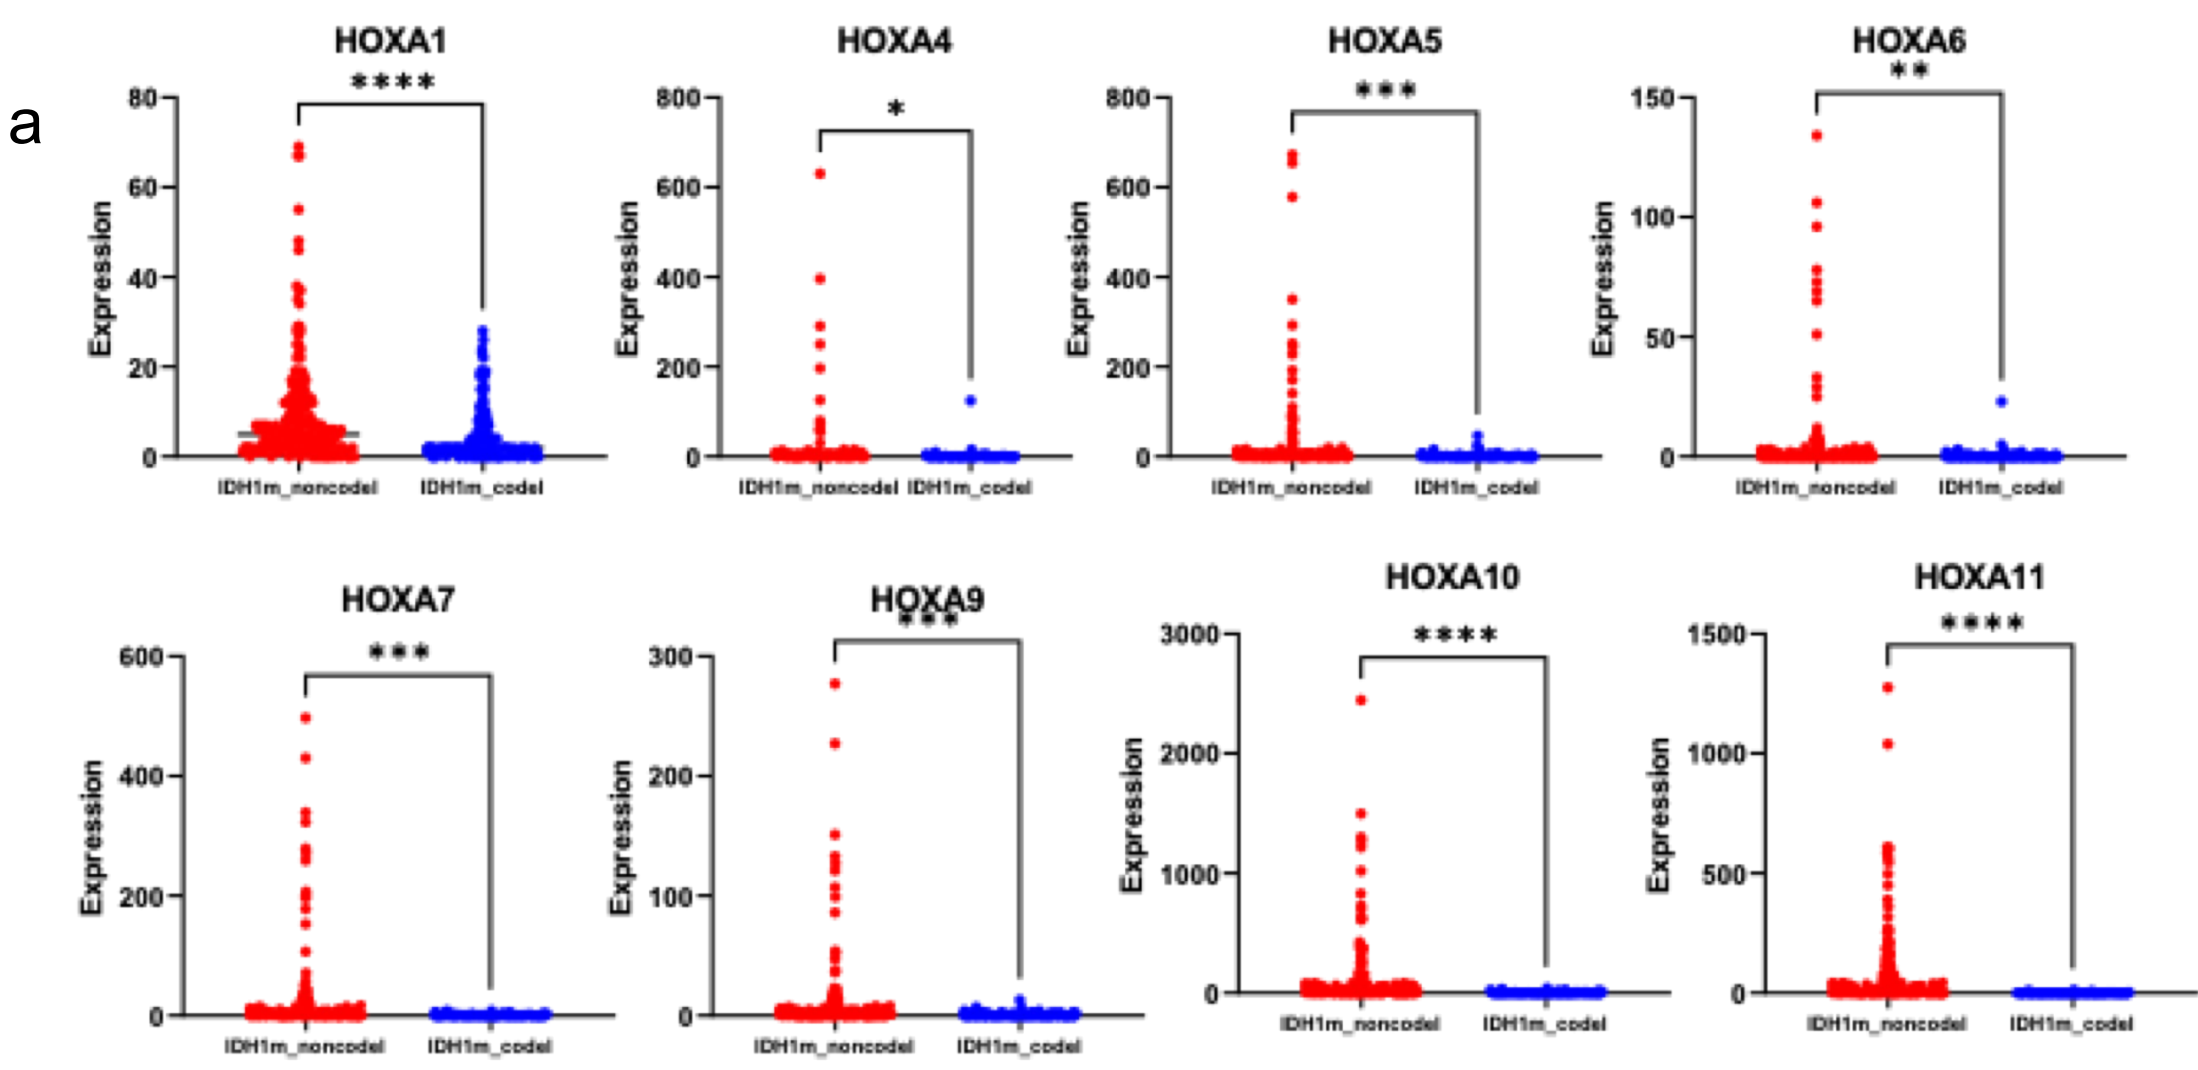 a
HOXA1
****
Expression
80
60
40
20
0
IDH1m_noncodel IDH1m_codel
HOXA4
*
Expression
800
600
400
200
0
IDH1m_noncodel IDH1m_codel
HOXA5
***
Expression
800
600
400
200
0
IDH1m_noncodel IDH1m_codel
HOXA6
**
Expression
150
100
50
0
IDH1m_noncodel IDH1m_codel
HOXA7
***
Expression
600
400
200
0
IDH1m_noncodel IDH1m_codel
HOXA9
***
Expression
300
200
100
0
IDH1m_noncodel IDH1m_codel
HOXA10
****
Expression
3000
2000
1000
0
IDH1m_noncodel IDH1m_codel
HOXA11
****
Expression
1500
1000
500
0
IDH1m_noncodel IDH1m_codel